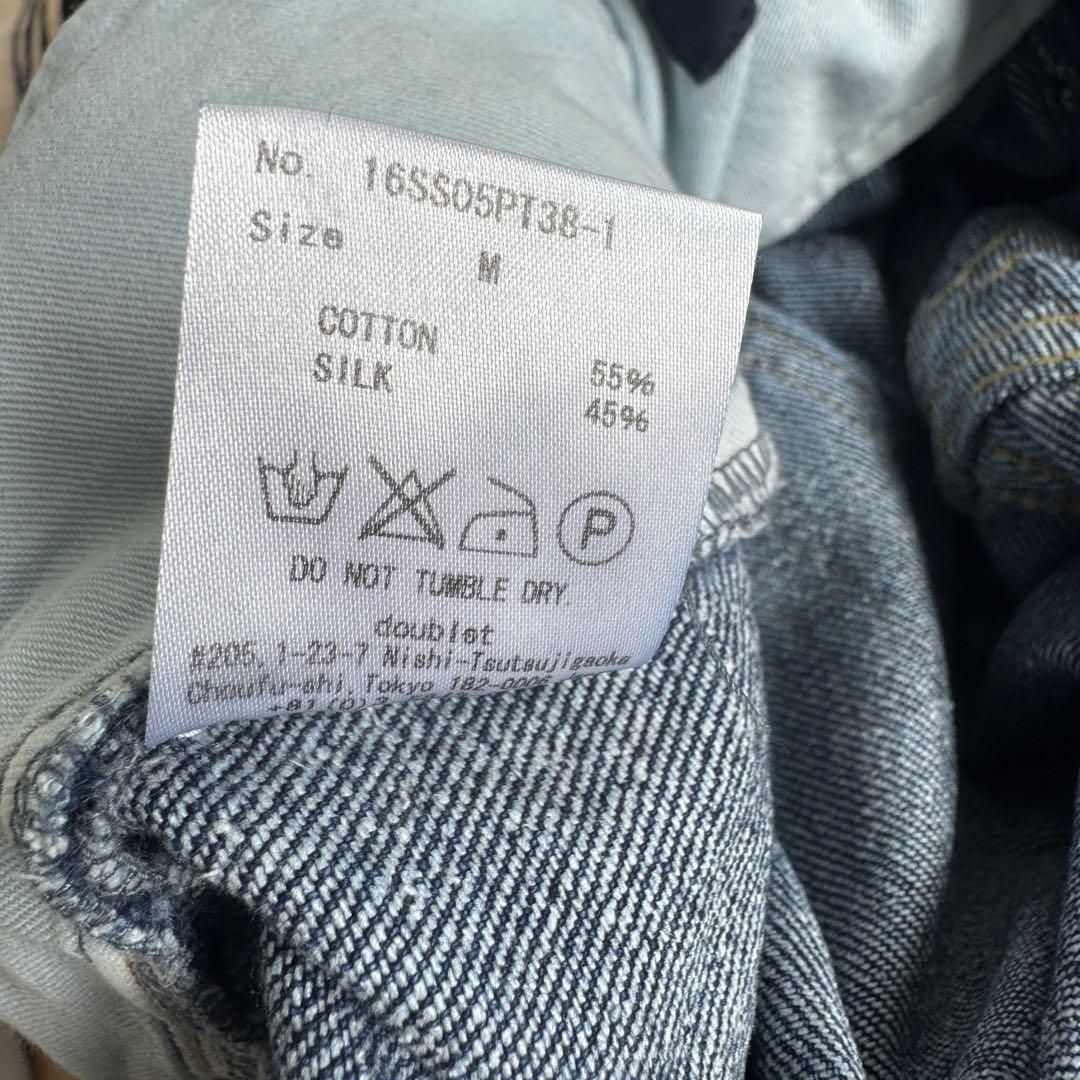 No. 16SS05PT38-1
Size M
COTTON 55%
SILK 45%
P
DO NOT TUMBLE DRY.
doublet
#205, 1-23-7 Nishi-Tsutsujigaoka
Choufu-shi, Tokyo 182-0006